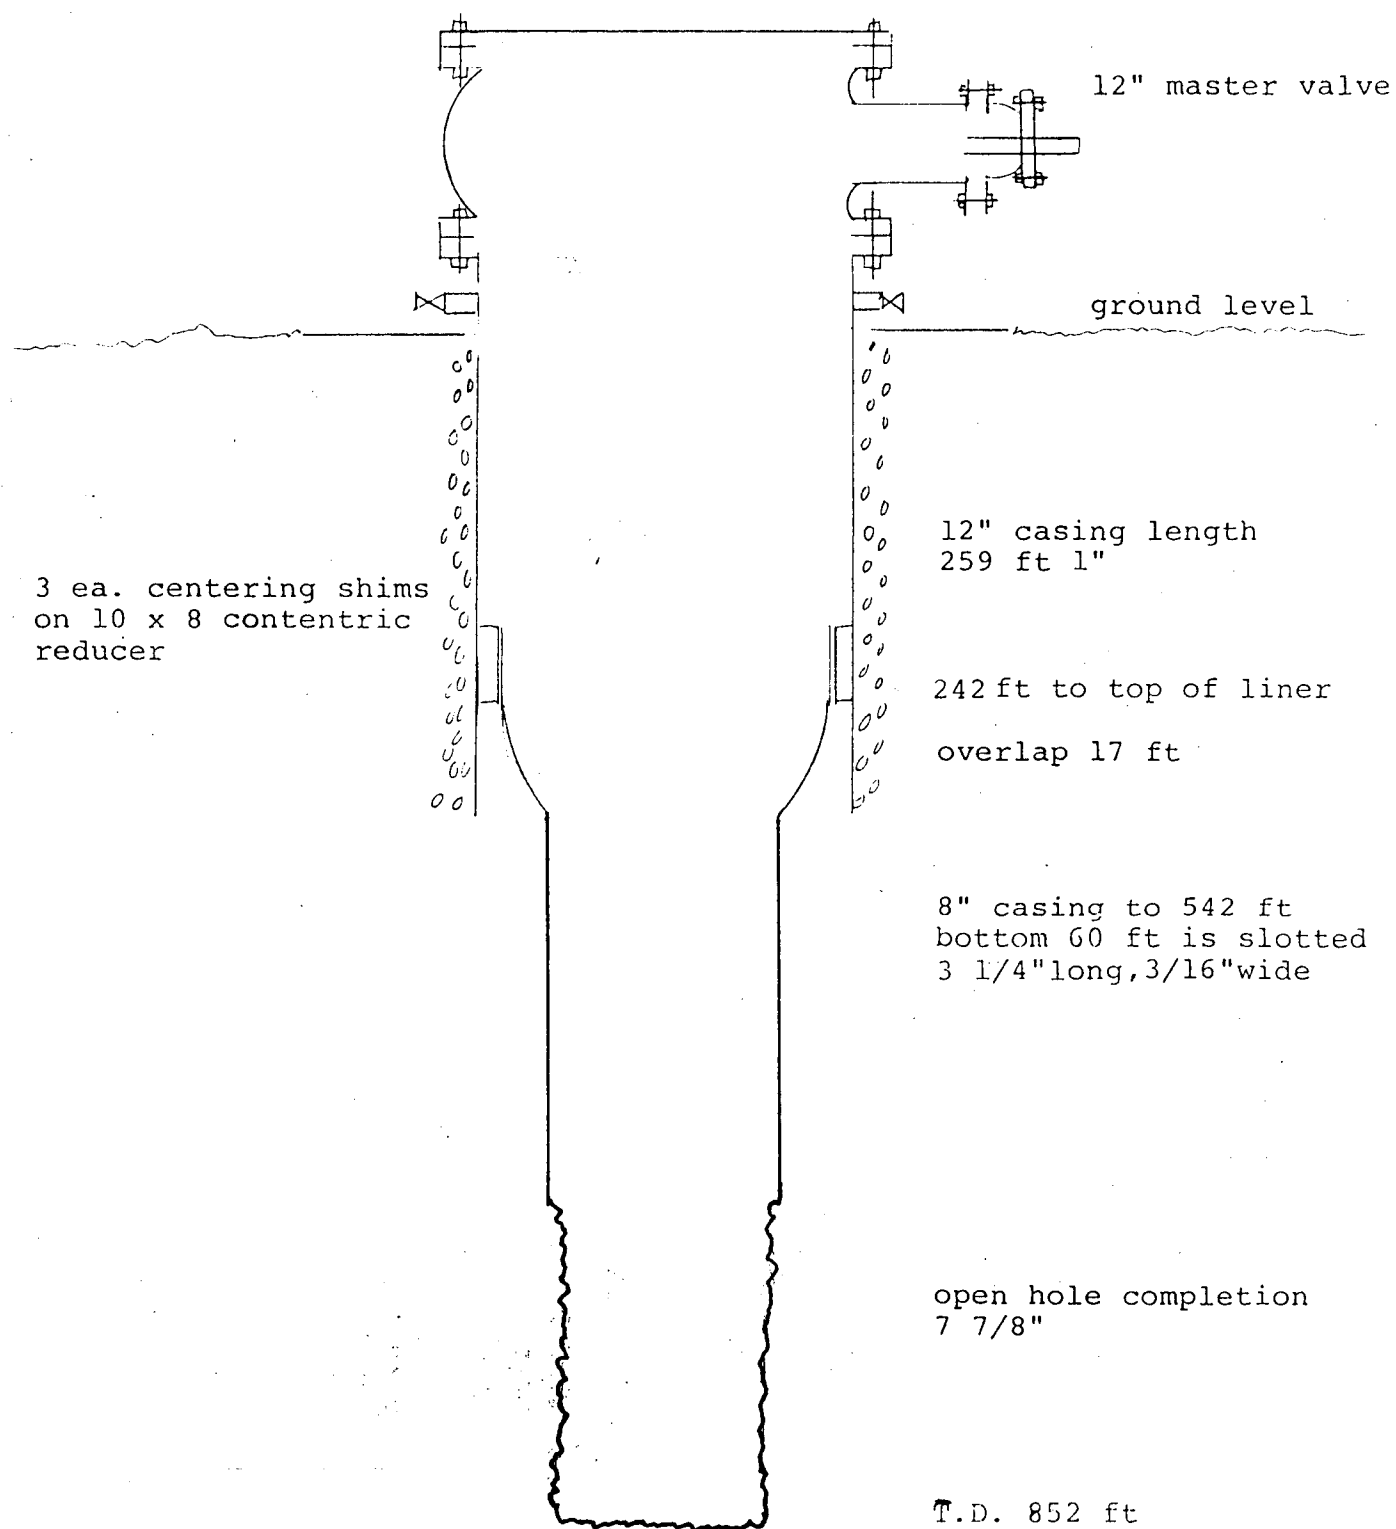 12" master valve
ground level
12" casing length
259 ft 1"
3 ea. centering shims
on 10 x 8 contentric
reducer
242 ft to top of liner
overlap 17 ft
8" casing to 542 ft
bottom 60 ft is slotted
3 1/4"long,3/16"wide
open hole completion
7 7/8"
T.D. 852 ft